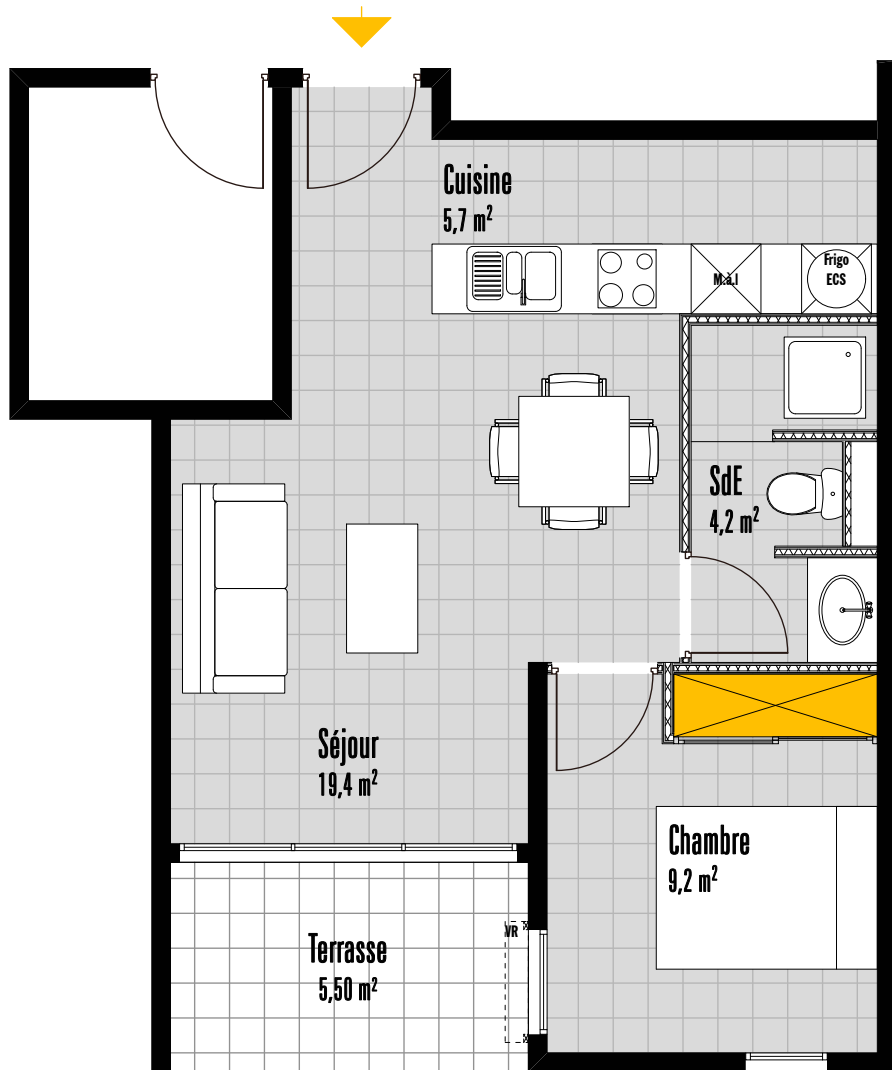 Cuisine
5,7 m²
M.à.l
Frigo
ECS
SdE
4,2 m²
Séjour
19,4 m²
Chambre
9,2 m²
VR
Terrasse
5,50 m²